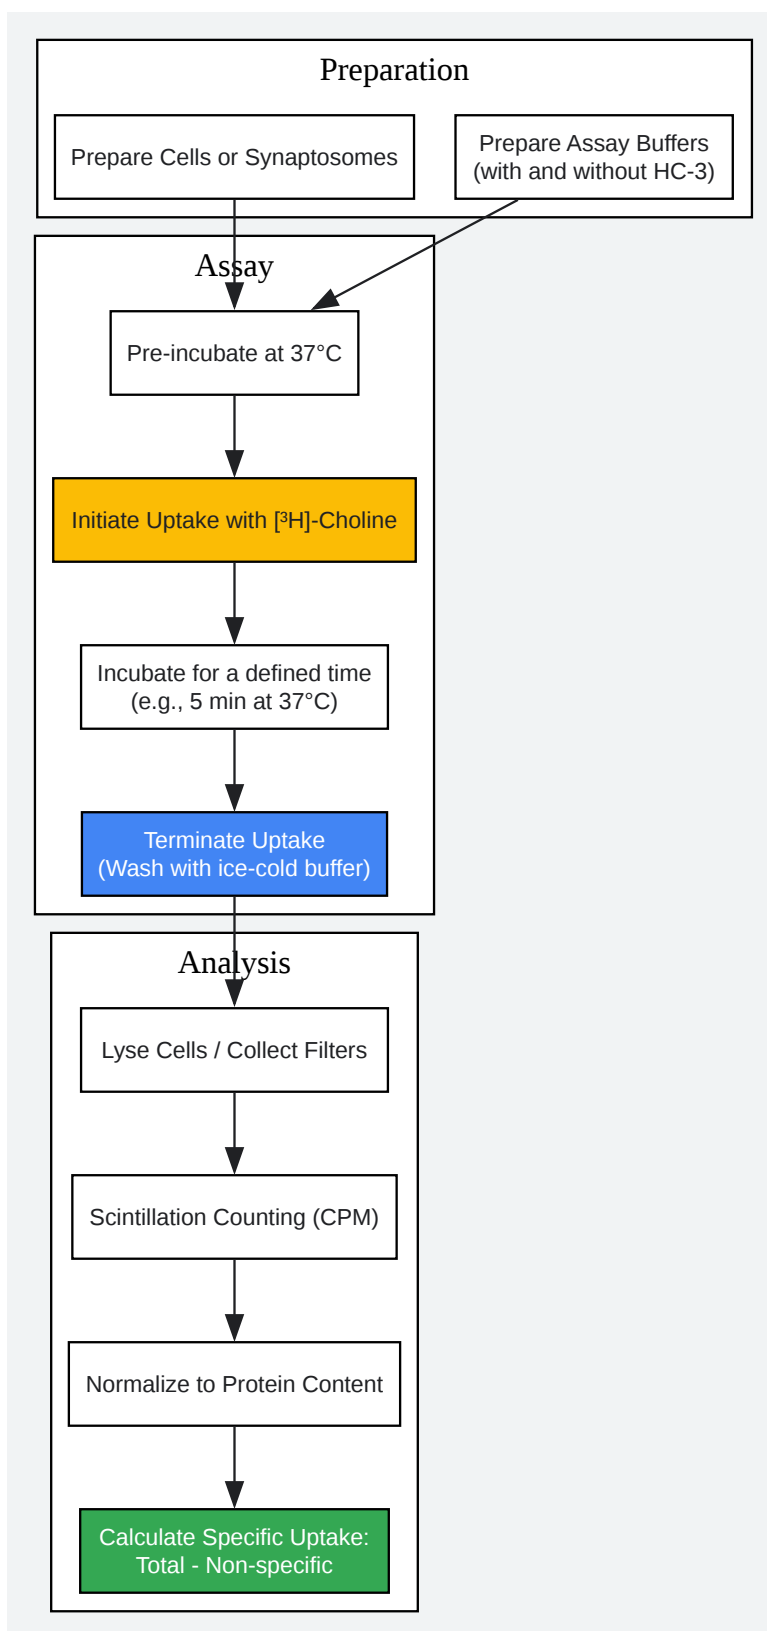 Preparation
Prepare Cells or Synaptosomes
Prepare Assay Buffers
(with and without HC-3)
Assay
Pre-incubate at 37°C
Initiate Uptake with [³H]-Choline
Incubate for a defined time
(e.g., 5 min at 37°C)
Terminate Uptake
(Wash with ice-cold buffer)
Analysis
Lyse Cells / Collect Filters
Scintillation Counting (CPM)
Normalize to Protein Content
Calculate Specific Uptake:
Total - Non-specific